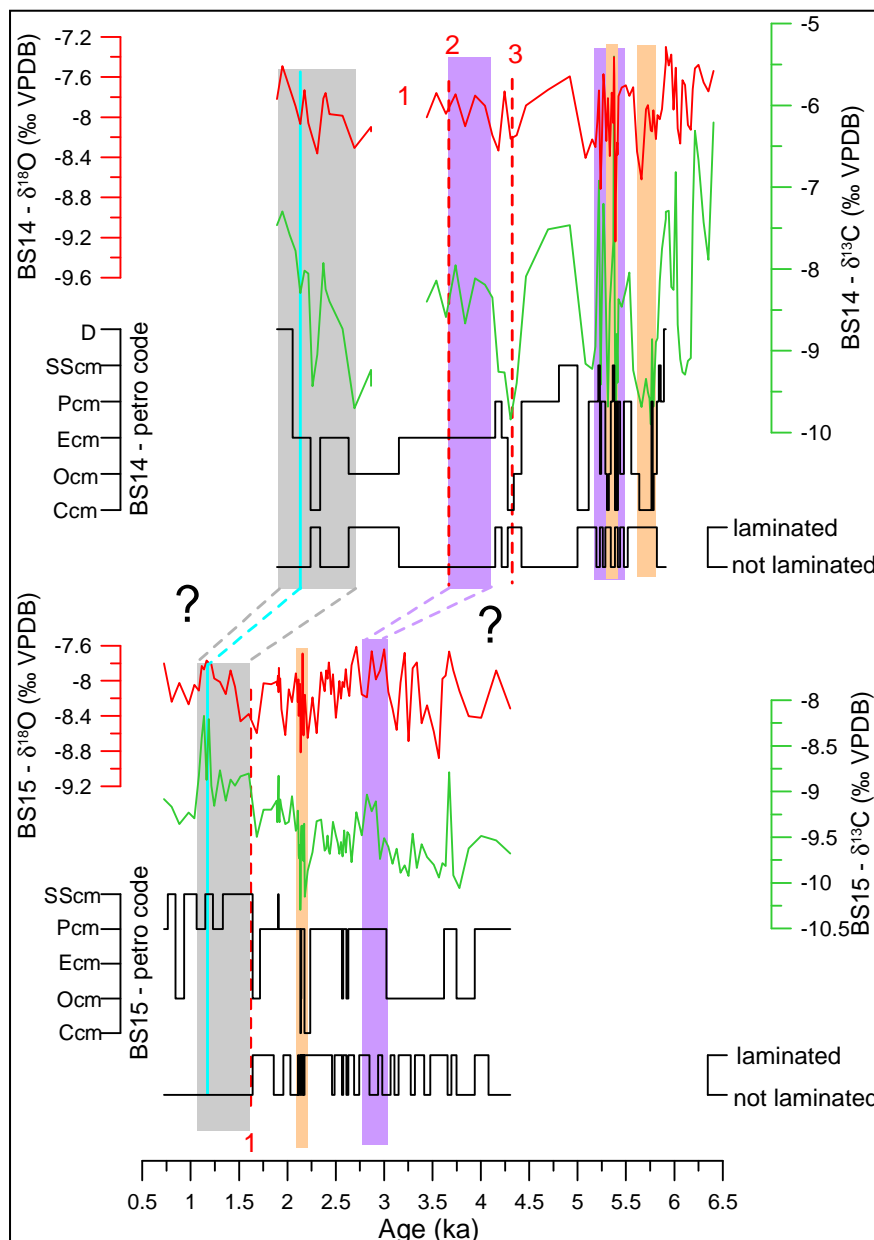 -7.2
-7.6
-8
-8.4
-8.8
-9.2
-9.6
BS14 - δ18O (‰ VPDB)
1
2
3
-5
-6
-7
-8
-9
-10
BS14 - δ13C (‰ VPDB)
D
SScm
Pcm
Ecm
Ocm
Ccm
BS14 - petro code
laminated
not laminated
?
?
-7.6
-8
-8.4
-8.8
-9.2
BS15 - δ18O (‰ VPDB)
-8
-8.5
-9
-9.5
-10
-10.5
BS15 - δ13C (‰ VPDB)
SScm
Pcm
Ecm
Ocm
Ccm
BS15 - petro code
laminated
not laminated
1
0.5 1 1.5 2 2.5 3 3.5 4 4.5 5 5.5 6 6.5
Age (ka)